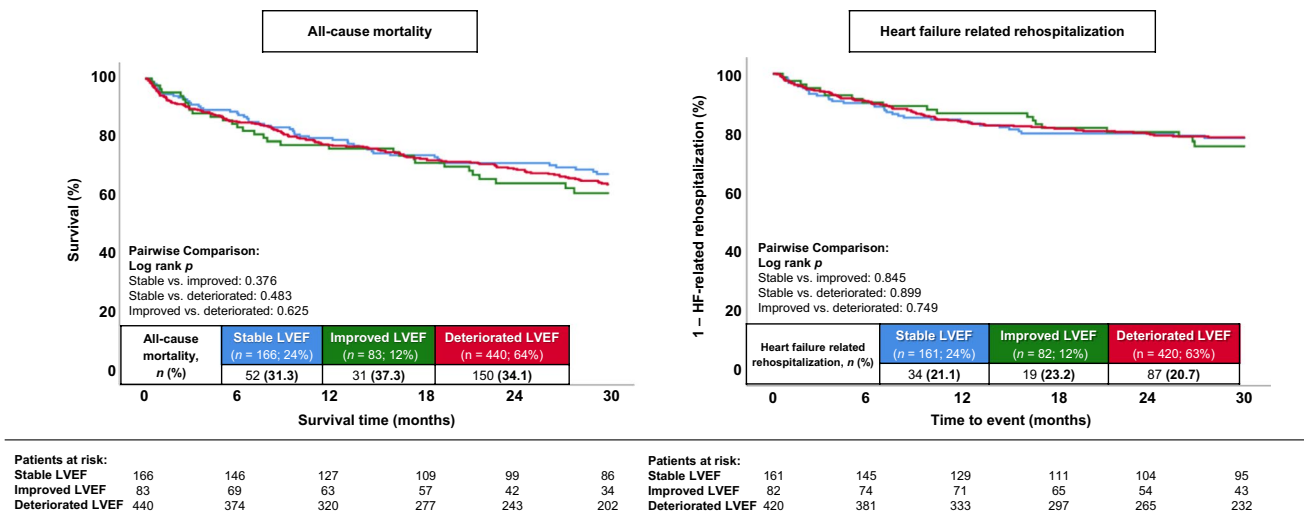 All-cause mortality
100
80
60
40
20
0
Survival (%)
Pairwise Comparison:
Log rank p
Stable vs. improved: 0.376
Stable vs. deteriorated: 0.483
Improved vs. deteriorated: 0.625
All-cause mortality, n (%)
Stable LVEF
(n = 166; 24%)
Improved LVEF
(n = 83; 12%)
Deteriorated LVEF
(n = 440; 64%)
52 (31.3)
31 (37.3)
150 (34.1)
0 6 12 18 24 30
Survival time (months)
Heart failure related rehospitalization
100
80
60
40
20
0
1 – HF-related rehospitalization (%)
Pairwise Comparison:
Log rank p
Stable vs. improved: 0.845
Stable vs. deteriorated: 0.899
Improved vs. deteriorated: 0.749
Heart failure related
rehospitalization, n (%)
Stable LVEF
(n = 161; 24%)
Improved LVEF
(n = 82; 12%)
Deteriorated LVEF
(n = 420; 63%)
34 (21.1)
19 (23.2)
87 (20.7)
0 6 12 18 24 30
Time to event (months)
Patients at risk:
Stable LVEF 166 146 127 109 99 86
Improved LVEF 83 69 63 57 42 34
Deteriorated LVEF 440 374 320 277 243 202
Patients at risk:
Stable LVEF 161 145 129 111 104 95
Improved LVEF 82 74 71 65 54 43
Deteriorated LVEF 420 381 333 297 265 232